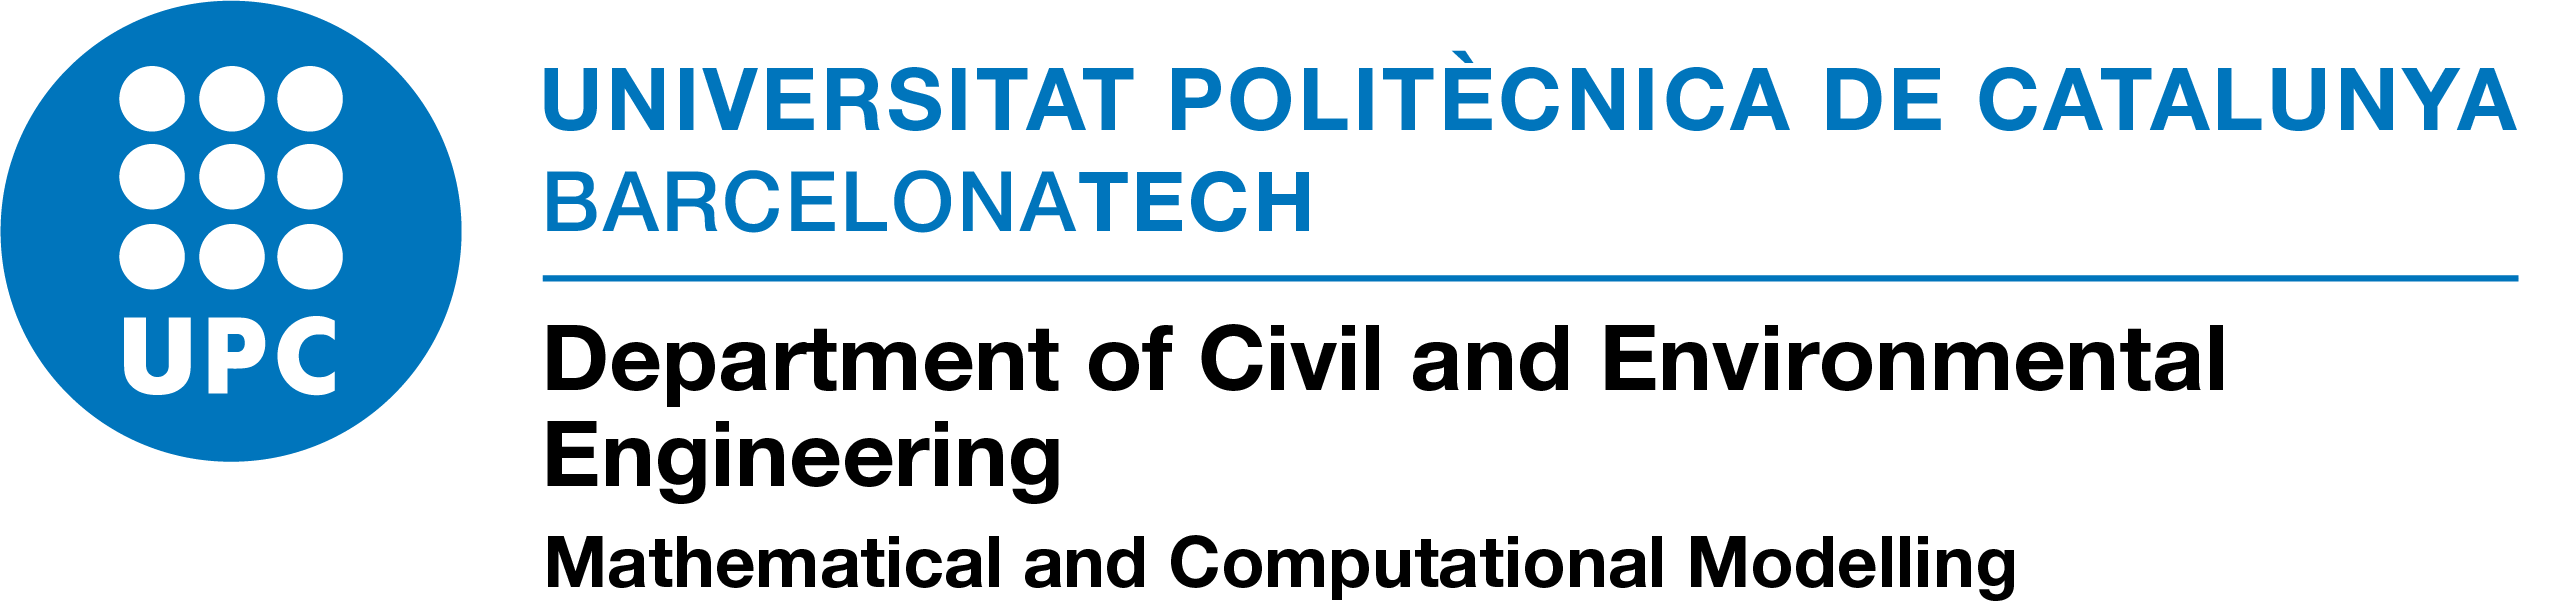 UPC
UNIVERSITAT POLITÈCNICA DE CATALUNYA
BARCELONATECH
Department of Civil and Environmental
Engineering
Mathematical and Computational Modelling